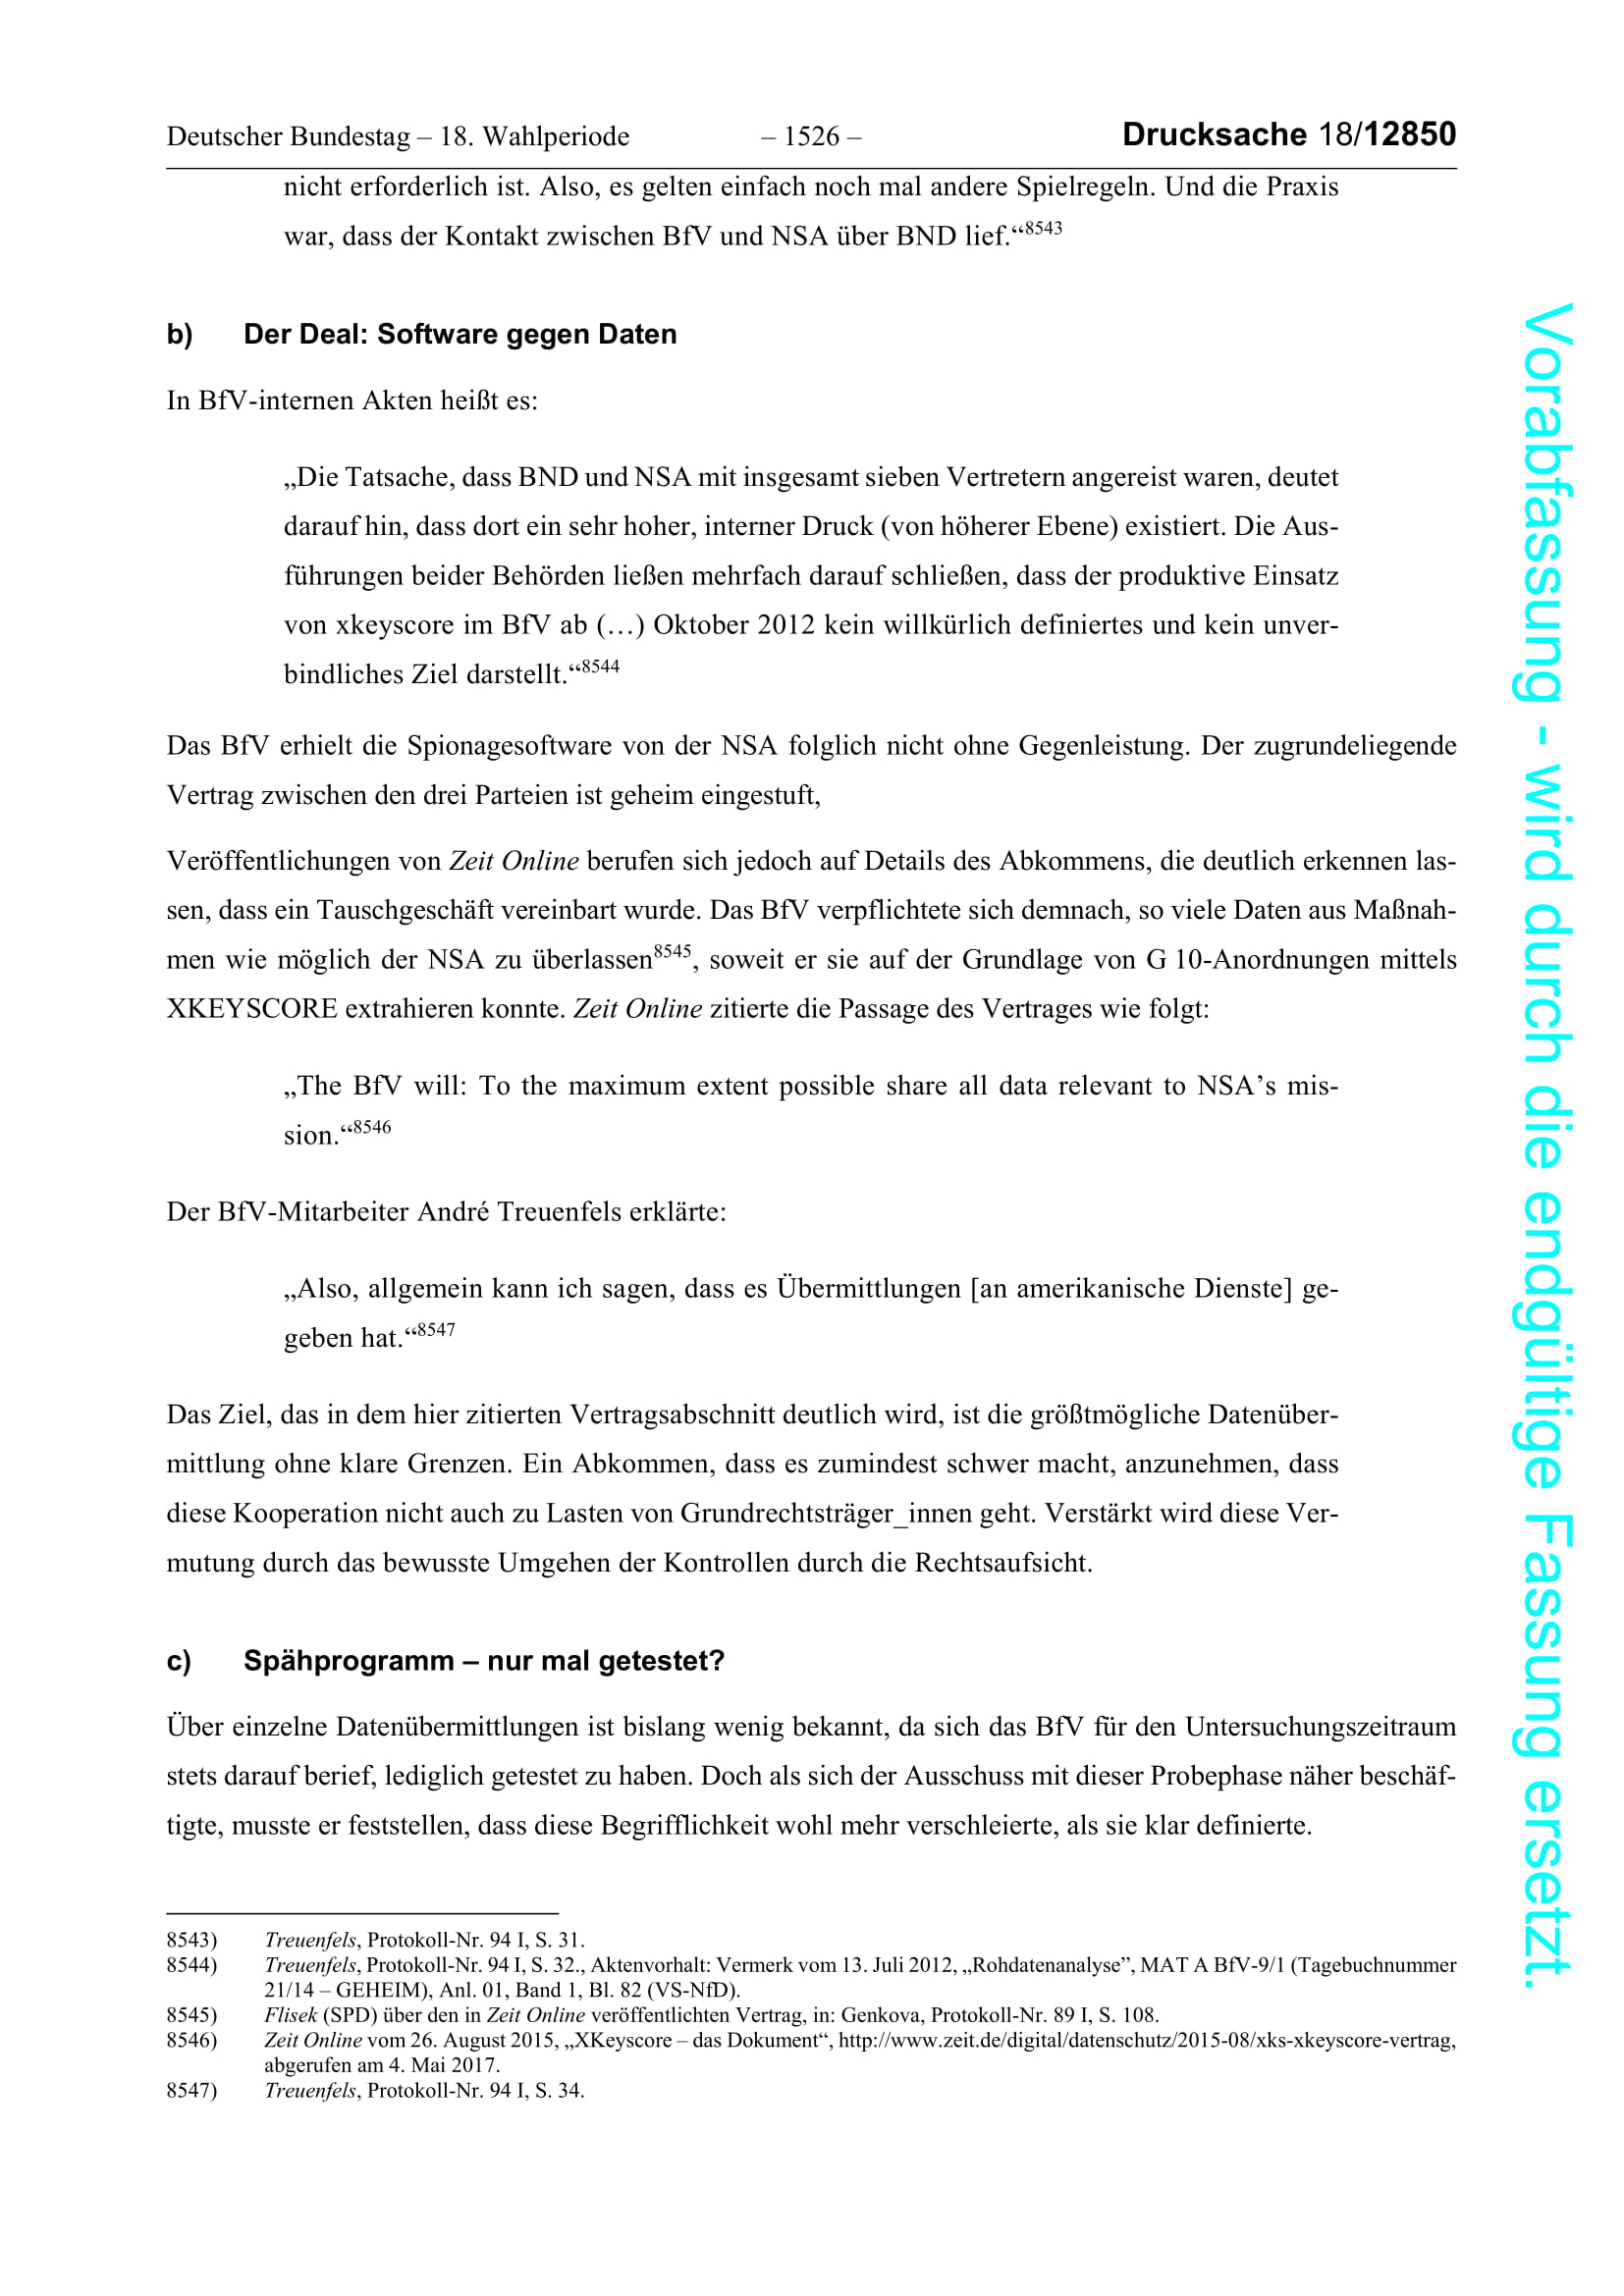 Deutscher Bundestag – 18. Wahlperiode – 1526 – Drucksache 18/12850
nicht erforderlich ist. Also, es gelten einfach noch mal andere Spielregeln. Und die Praxis
war, dass der Kontakt zwischen BfV und NSA über BND lief.“8543
b) Der Deal: Software gegen Daten
In BfV-internen Akten heißt es:
„Die Tatsache, dass BND und NSA mit insgesamt sieben Vertretern angereist waren, deutet
darauf hin, dass dort ein sehr hoher, interner Druck (von höherer Ebene) existiert. Die Aus-
führungen beider Behörden ließen mehrfach darauf schließen, dass der produktive Einsatz
von xkeyscore im BfV ab (…) Oktober 2012 kein willkürlich definiertes und kein unver-
bindliches Ziel darstellt.“8544
Das BfV erhielt die Spionagesoftware von der NSA folglich nicht ohne Gegenleistung. Der zugrundeliegende
Vertrag zwischen den drei Parteien ist geheim eingestuft,
Veröffentlichungen von Zeit Online berufen sich jedoch auf Details des Abkommens, die deutlich erkennen las-
sen, dass ein Tauschgeschäft vereinbart wurde. Das BfV verpflichtete sich demnach, so viele Daten aus Maßnah-
men wie möglich der NSA zu überlassen8545, soweit er sie auf der Grundlage von G 10-Anordnungen mittels
XKEYSCORE extrahieren konnte. Zeit Online zitierte die Passage des Vertrages wie folgt:
„The BfV will: To the maximum extent possible share all data relevant to NSA’s mis-
sion.“8546
Der BfV-Mitarbeiter André Treuenfels erklärte:
„Also, allgemein kann ich sagen, dass es Übermittlungen [an amerikanische Dienste] ge-
geben hat.“8547
Das Ziel, das in dem hier zitierten Vertragsabschnitt deutlich wird, ist die größtmögliche Datenüber-
mittlung ohne klare Grenzen. Ein Abkommen, dass es zumindest schwer macht, anzunehmen, dass
diese Kooperation nicht auch zu Lasten von Grundrechtsträger_innen geht. Verstärkt wird diese Ver-
mutung durch das bewusste Umgehen der Kontrollen durch die Rechtsaufsicht.
c) Spähprogramm – nur mal getestet?
Über einzelne Datenübermittlungen ist bislang wenig bekannt, da sich das BfV für den Untersuchungszeitraum
stets darauf berief, lediglich getestet zu haben. Doch als sich der Ausschuss mit dieser Probephase näher beschäf-
tigte, musste er feststellen, dass diese Begrifflichkeit wohl mehr verschleierte, als sie klar definierte.
8543) Treuenfels, Protokoll-Nr. 94 I, S. 31.
8544) Treuenfels, Protokoll-Nr. 94 I, S. 32., Aktenvorhalt: Vermerk vom 13. Juli 2012, „Rohdatenanalyse”, MAT A BfV-9/1 (Tagebuchnummer
21/14 – GEHEIM), Anl. 01, Band 1, Bl. 82 (VS-NfD).
8545) Flisek (SPD) über den in Zeit Online veröffentlichten Vertrag, in: Genkova, Protokoll-Nr. 89 I, S. 108.
8546) Zeit Online vom 26. August 2015, „XKeyscore – das Dokument“, http://www.zeit.de/digital/datenschutz/2015-08/xks-xkeyscore-vertrag,
abgerufen am 4. Mai 2017.
8547) Treuenfels, Protokoll-Nr. 94 I, S. 34.
Vorabfassung - wird durch die endgültige Fassung ersetzt.